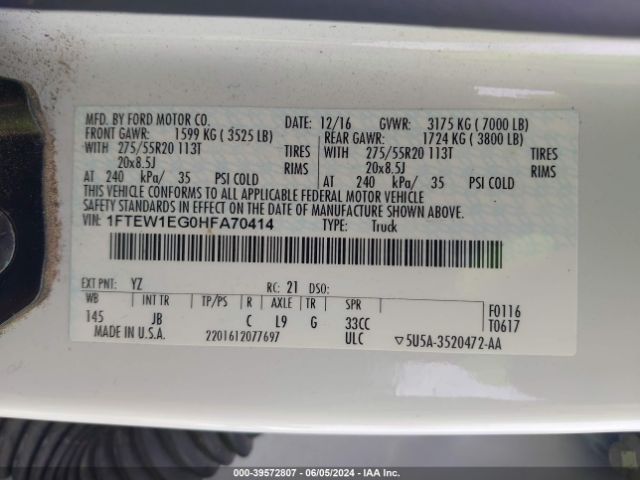 MFD. BY FORD MOTOR CO. DATE: 12/16 GVWR: 3175 KG ( 7000 LB)
FRONT GAWR: 1599 KG ( 3525 LB) REAR GAWR: 1724 KG ( 3800 LB)
WITH 275/55R20 113T TIRES WITH 275/55R20 113T TIRES
20x8.5J RIMS 20x8.5J RIMS
AT 240 kPa/ 35 PSI COLD AT 240 kPa/ 35 PSI COLD
THIS VEHICLE CONFORMS TO ALL APPLICABLE FEDERAL MOTOR VEHICLE
SAFETY STANDARDS IN EFFECT ON THE DATE OF MANUFACTURE SHOWN ABOVE.
VIN: 1FTEW1EG0HFA70414 TYPE: Truck
EXT PNT: YZ RC: 21 DSO:
WB INT TR TP/PS R AXLE TR SPR F0116
145 JB C L9 G 33CC T0617
MADE IN U.S.A. 2201612077697 ULC ▽5U5A-3520472-AA
000-39572807 - 06/05/2024 - IAA Inc.